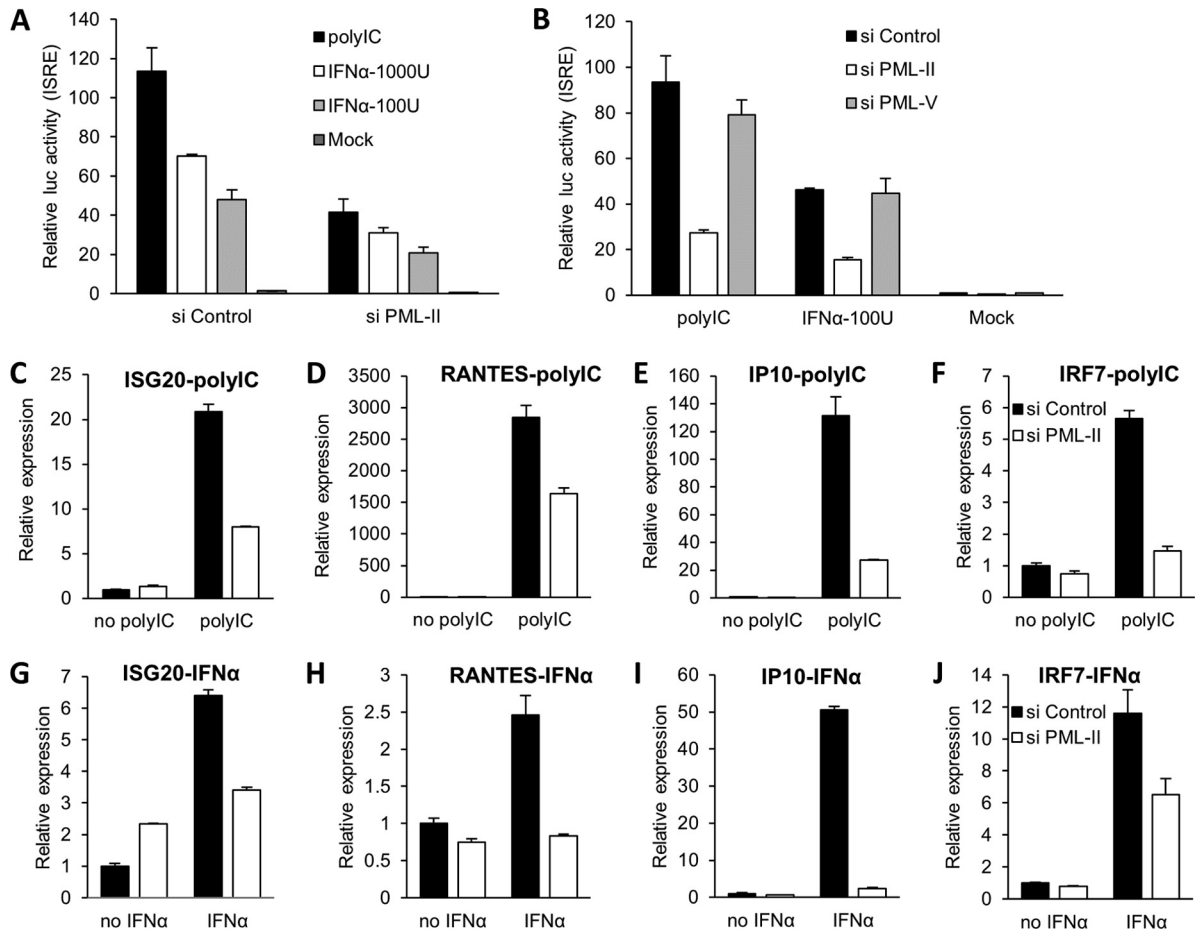 A
Relative luc activity (ISRE)
140
120
100
80
60
40
20
0
polyIC
IFNα-1000U
IFNα-100U
Mock
si Control
si PML-II
B
Relative luc activity (ISRE)
120
100
80
60
40
20
0
si Control
si PML-II
si PML-V
polyIC
IFNα-100U
Mock
C
ISG20-polyIC
Relative expression
25
20
15
10
5
0
no polyIC
polyIC
D
RANTES-polyIC
Relative expression
3500
3000
2500
2000
1500
1000
500
0
no polyIC
polyIC
E
IP10-polyIC
Relative expression
160
140
120
100
80
60
40
20
0
no polyIC
polyIC
F
IRF7-polyIC
Relative expression
7
6
5
4
3
2
1
0
si Control
si PML-II
no polyIC
polyIC
G
ISG20-IFNα
Relative expression
7
6
5
4
3
2
1
0
no IFNα
IFNα
H
RANTES-IFNα
Relative expression
3
2.5
2
1.5
1
0.5
0
no IFNα
IFNα
I
IP10-IFNα
Relative expression
60
50
40
30
20
10
0
no IFNα
IFNα
J
IRF7-IFNα
Relative expression
14
12
10
8
6
4
2
0
si Control
si PML-II
no IFNα
IFNα